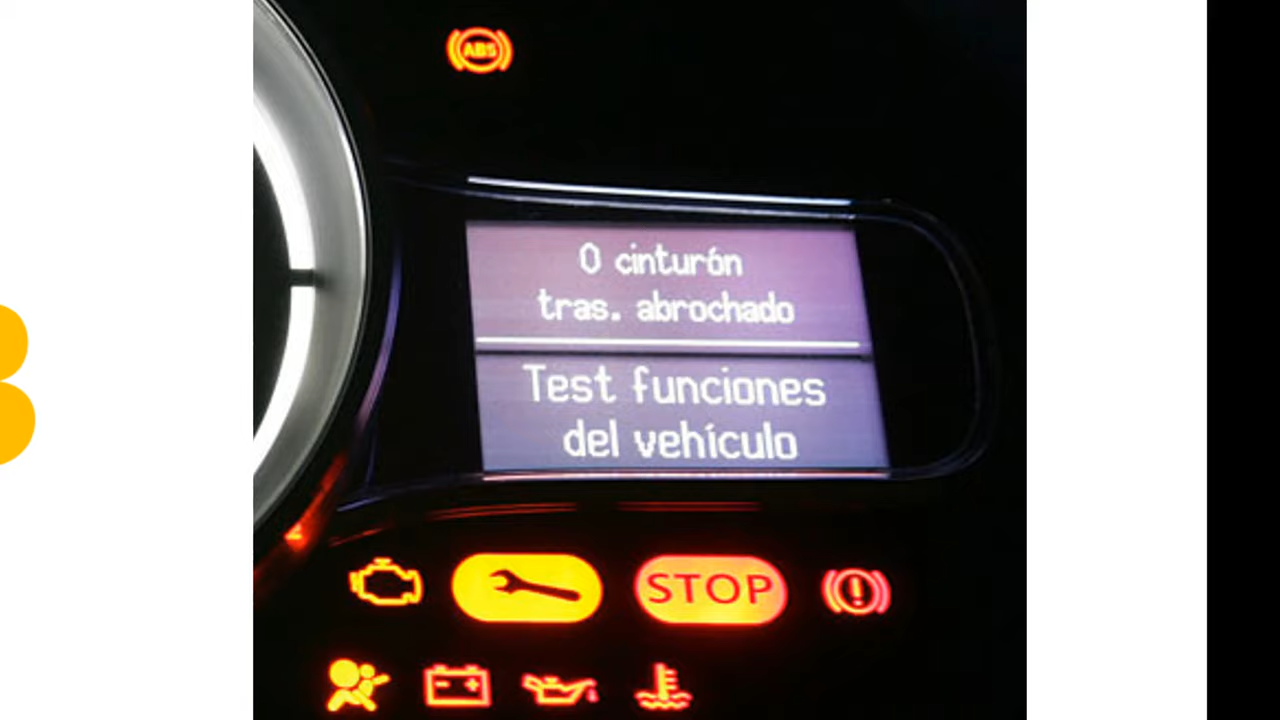 ABS
0 cinturón
tras. abrochado
Test funciones
del vehículo
STOP